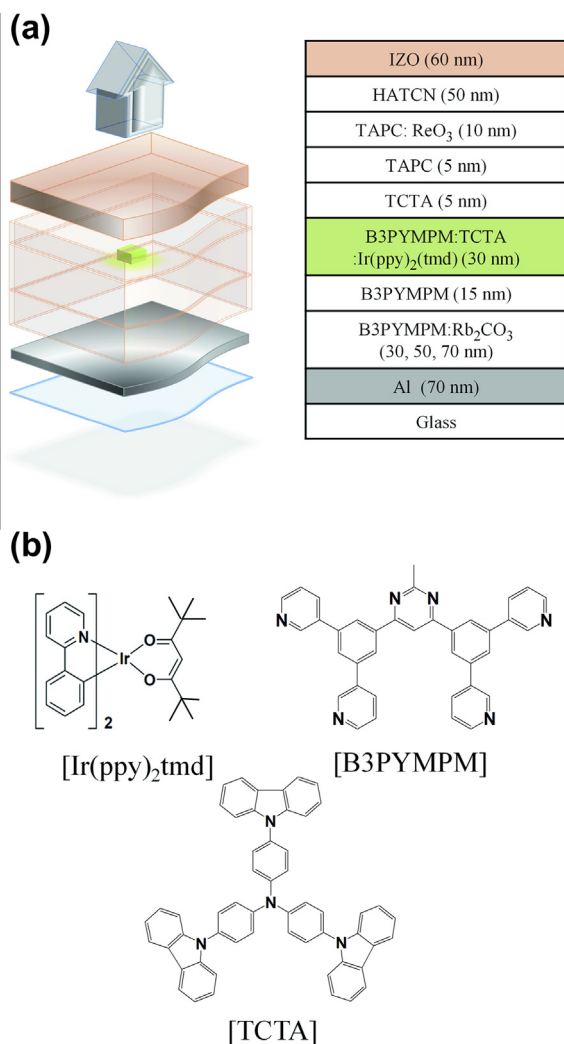 (a)
IZO (60 nm)
HATCN (50 nm)
TAPC: ReO₃ (10 nm)
TAPC (5 nm)
TCTA (5 nm)
B3PYMPM:TCTA
:Ir(ppy)₂(tmd) (30 nm)
B3PYMPM (15 nm)
B3PYMPM:Rb₂CO₃
(30, 50, 70 nm)
Al (70 nm)
Glass
(b)
N
Ir
O
O
2
[Ir(ppy)₂tmd]
N
N
N
N
N
N
[B3PYMPM]
N
N
N
N
[TCTA]